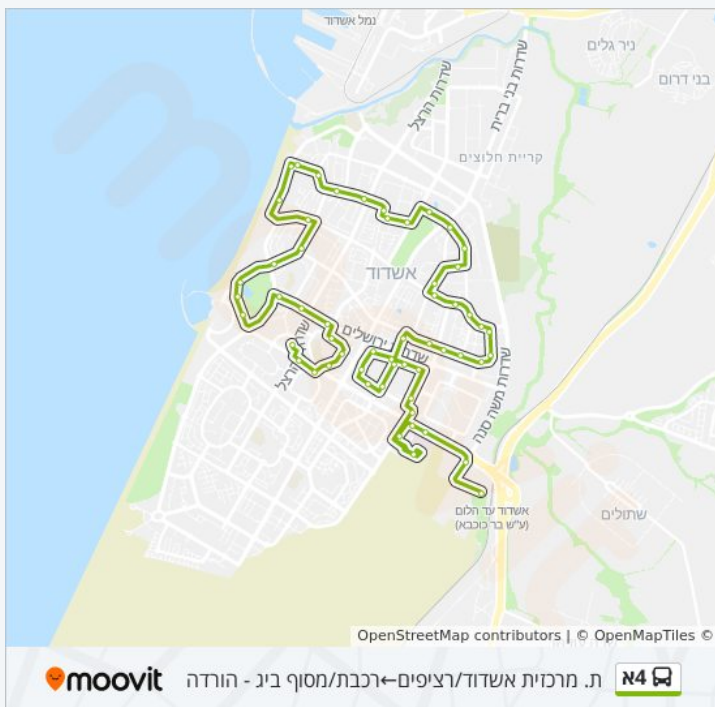 נמל אשדוד
ניר גלים
בני דרום
שדרות הרצל
שדרות בני ברית
קריית חלוצים
אשדוד
שדרות ירושלים
שדרות הרצל
שדרות משה סנה
אשדוד עד הלום
(ע"ש בר כוכבא)
שתולים
OpenStreetMap contributors | © OpenMapTiles ©
4א ת. מרכזית אשדוד/רציפים←רכבת/מסוף ביג - הורדה moovit